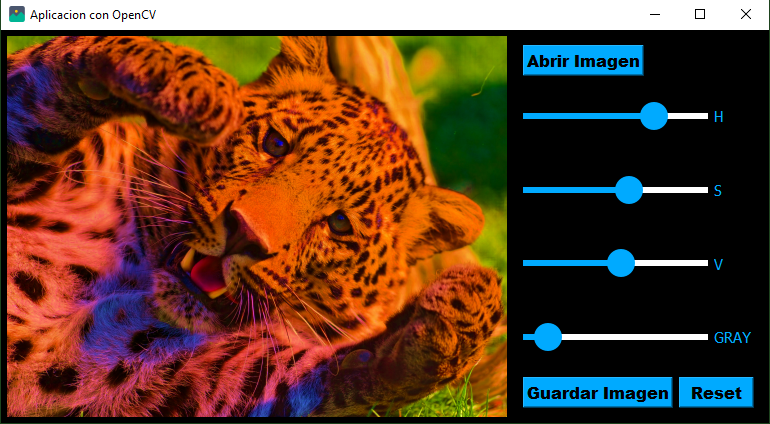 Aplicacion con OpenCV
Abrir Imagen
H
S
V
GRAY
Guardar Imagen
Reset